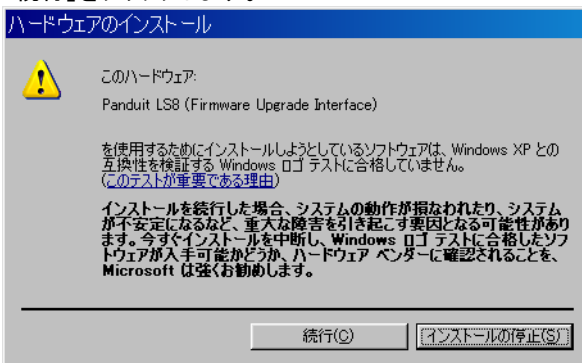 ハードウェアのインストール
このハードウェア:
Panduit LS8 (Firmware Upgrade Interface)
を使用するためにインストールしようとしているソフトウェアは、Windows XP との
互換性を検証する Windows ロゴ テストに合格していません。
(このテストが重要である理由)
インストールを続行した場合、システムの動作が損なわれたり、システム
が不安定になるなど、重大な障害を引き起こす要因となる可能性があり
ます。今すぐインストールを中断し、Windows ロゴ テストに合格したソフ
トウェアが入手可能かどうか、ハードウェア ベンダーに確認されることを、
Microsoft は強くお勧めします。
続行(C)
インストールの停止(S)